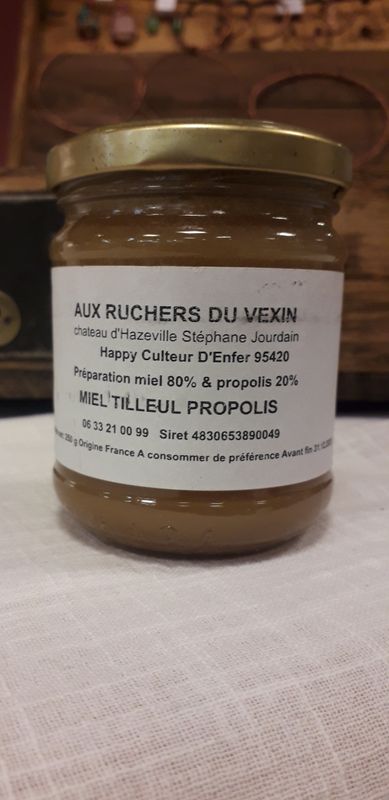 AUX RUCHERS DU VEXIN
chateau d'Hazeville Stéphane Jourdain
Happy Culteur D'Enfer 95420
Préparation miel 80% & propolis 20%
MIEL TILLEUL PROPOLIS
06 33 21 00 99 Siret 4830653890049
250 g Origine France A consommer de préférence Avant fin